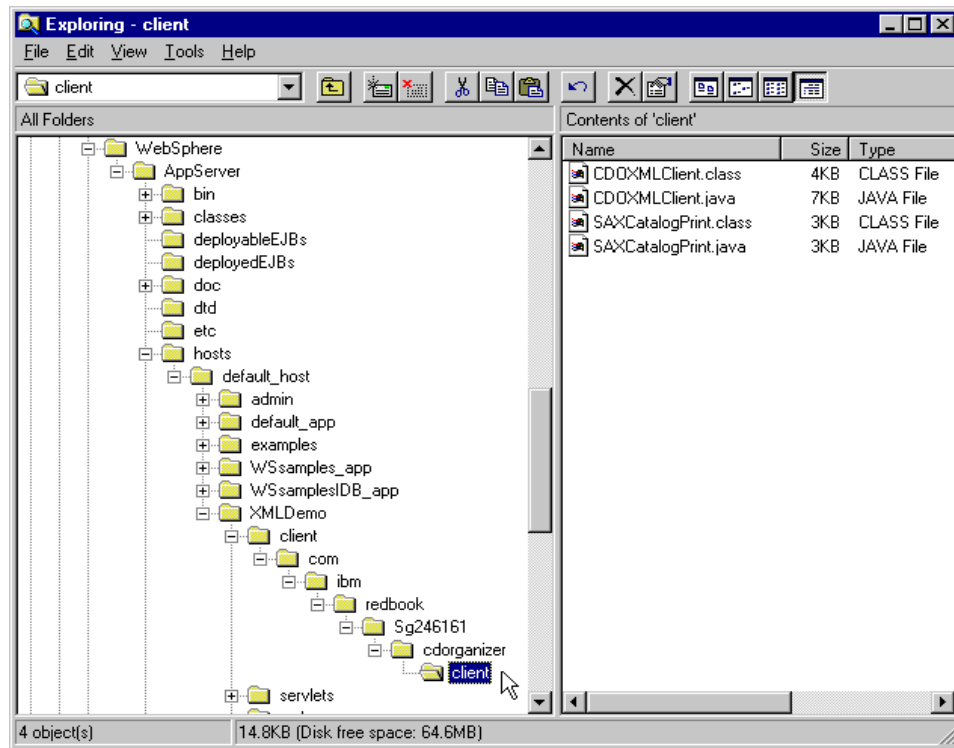 Exploring - client
File Edit View Tools Help
client
All Folders
Contents of 'client'
WebSphere
AppServer
bin
classes
deployableEJBs
deployedEJBs
doc
dtd
etc
hosts
default_host
admin
default_app
examples
WSsamples_app
WSsamplesIDB_app
XMLDemo
client
com
ibm
redbook
Sg246161
cdorganizer
client
servlets
Name Size Type
CDOXMLClient.class 4KB CLASS File
CDOXMLClient.java 7KB JAVA File
SAXCatalogPrint.class 3KB CLASS File
SAXCatalogPrint.java 3KB JAVA File
4 object(s) 14.8KB (Disk free space: 64.6MB)